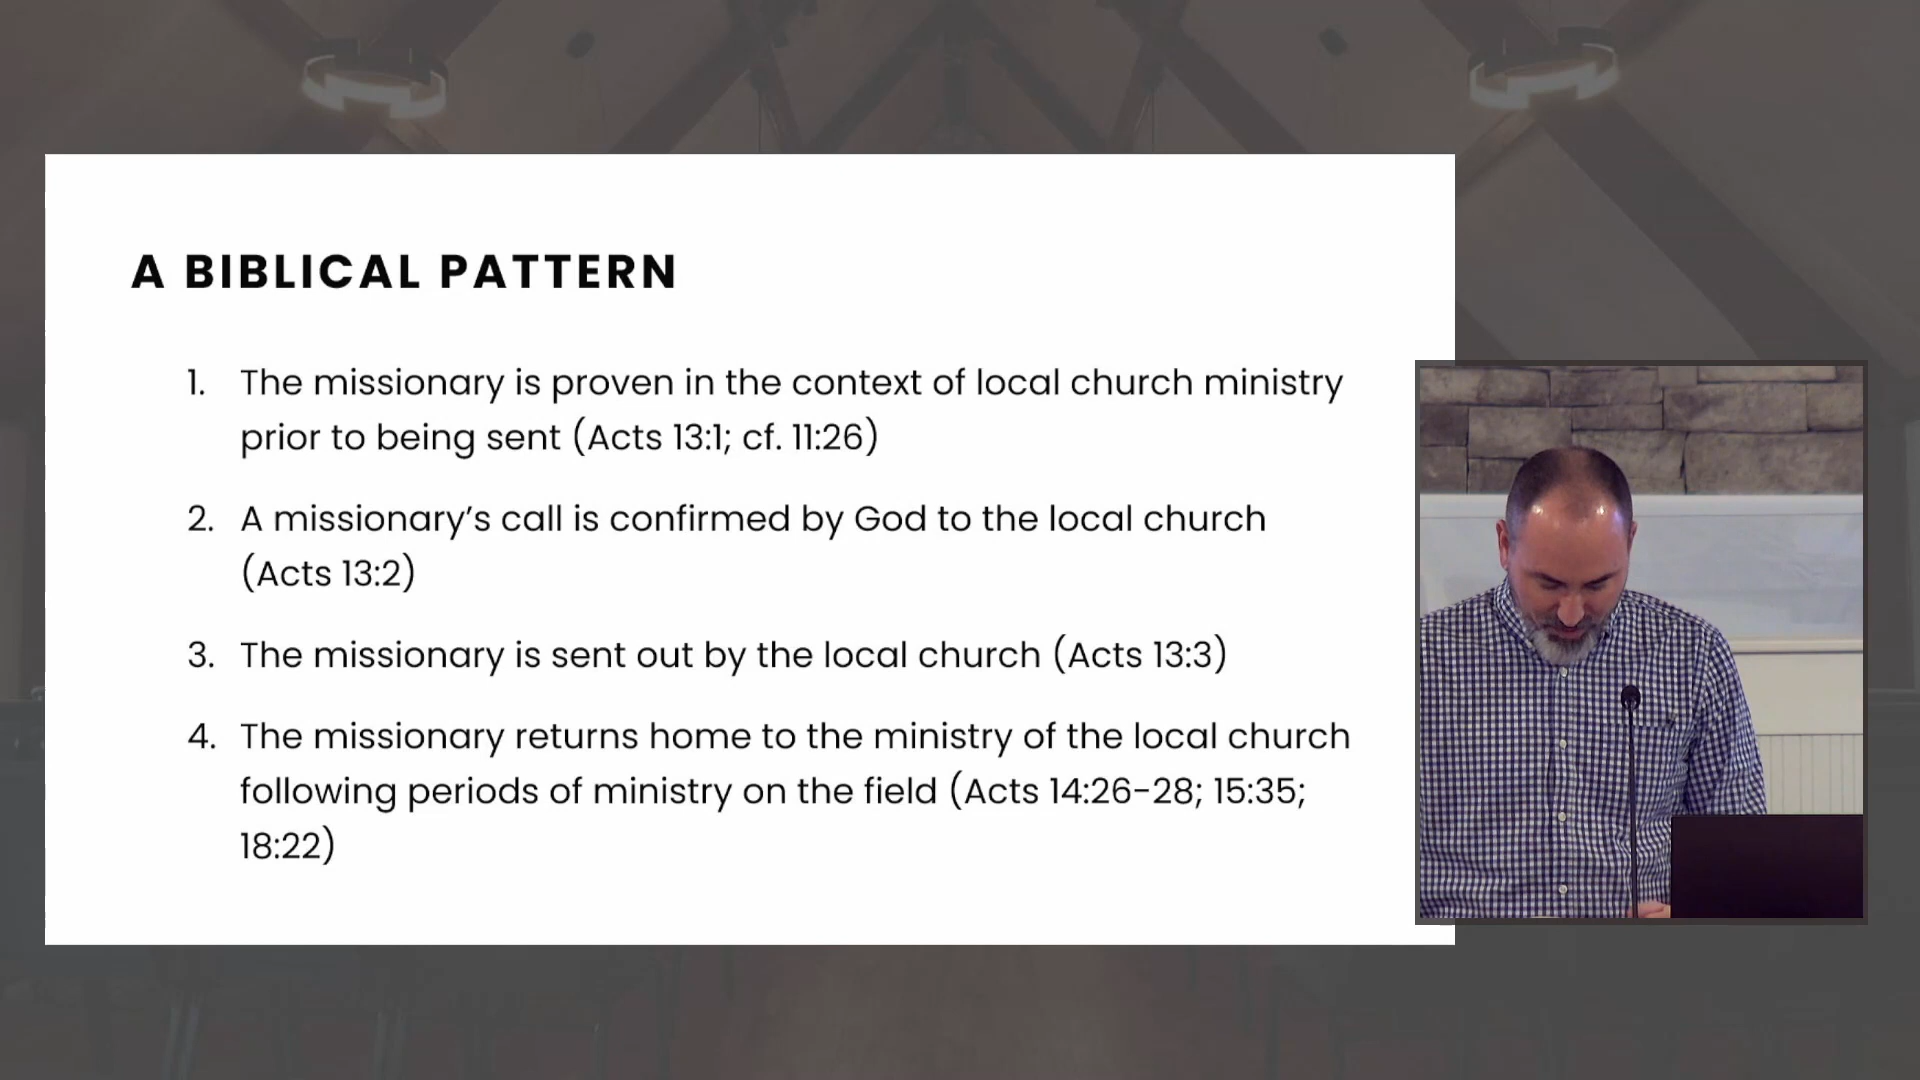 A BIBLICAL PATTERN
1. The missionary is proven in the context of local church ministry
prior to being sent (Acts 13:1; cf. 11:26)
2. A missionary’s call is confirmed by God to the local church
(Acts 13:2)
3. The missionary is sent out by the local church (Acts 13:3)
4. The missionary returns home to the ministry of the local church
following periods of ministry on the field (Acts 14:26-28; 15:35;
18:22)